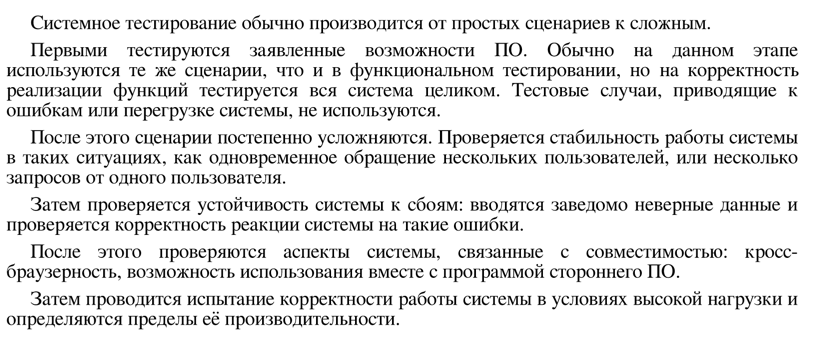 Системное тестирование обычно производится от простых сценариев к сложным.
Первыми тестируются заявленные возможности ПО. Обычно на данном этапе
используются те же сценарии, что и в функциональном тестировании, но на корректность
реализации функций тестируется вся система целиком. Тестовые случаи, приводящие к
ошибкам или перегрузке системы, не используются.
После этого сценарии постепенно усложняются. Проверяется стабильность работы системы
в таких ситуациях, как одновременное обращение нескольких пользователей, или несколько
запросов от одного пользователя.
Затем проверяется устойчивость системы к сбоям: вводятся заведомо неверные данные и
проверяется корректность реакции системы на такие ошибки.
После этого проверяются аспекты системы, связанные с совместимостью: кросс-
браузерность, возможность использования вместе с программой стороннего ПО.
Затем проводится испытание корректности работы системы в условиях высокой нагрузки и
определяются пределы её производительности.